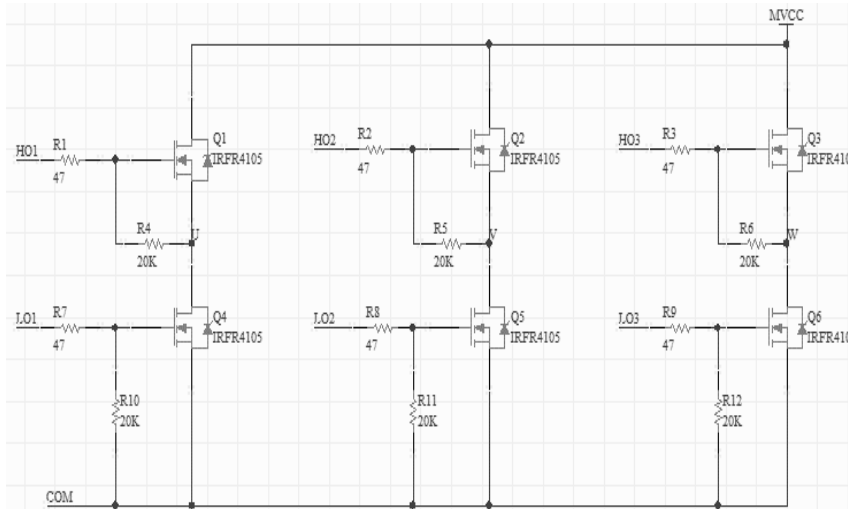 MVCC
HO1
R1
47
Q1
IRFR4105
HO2
R2
47
Q2
IRFR4105
HO3
R3
47
Q3
IRFR4105
R4
20K
U
R5
20K
V
R6
20K
W
LO1
R7
47
Q4
IRFR4105
LO2
R8
47
Q5
IRFR4105
LO3
R9
47
Q6
IRFR410
R10
20K
R11
20K
R12
20K
COM